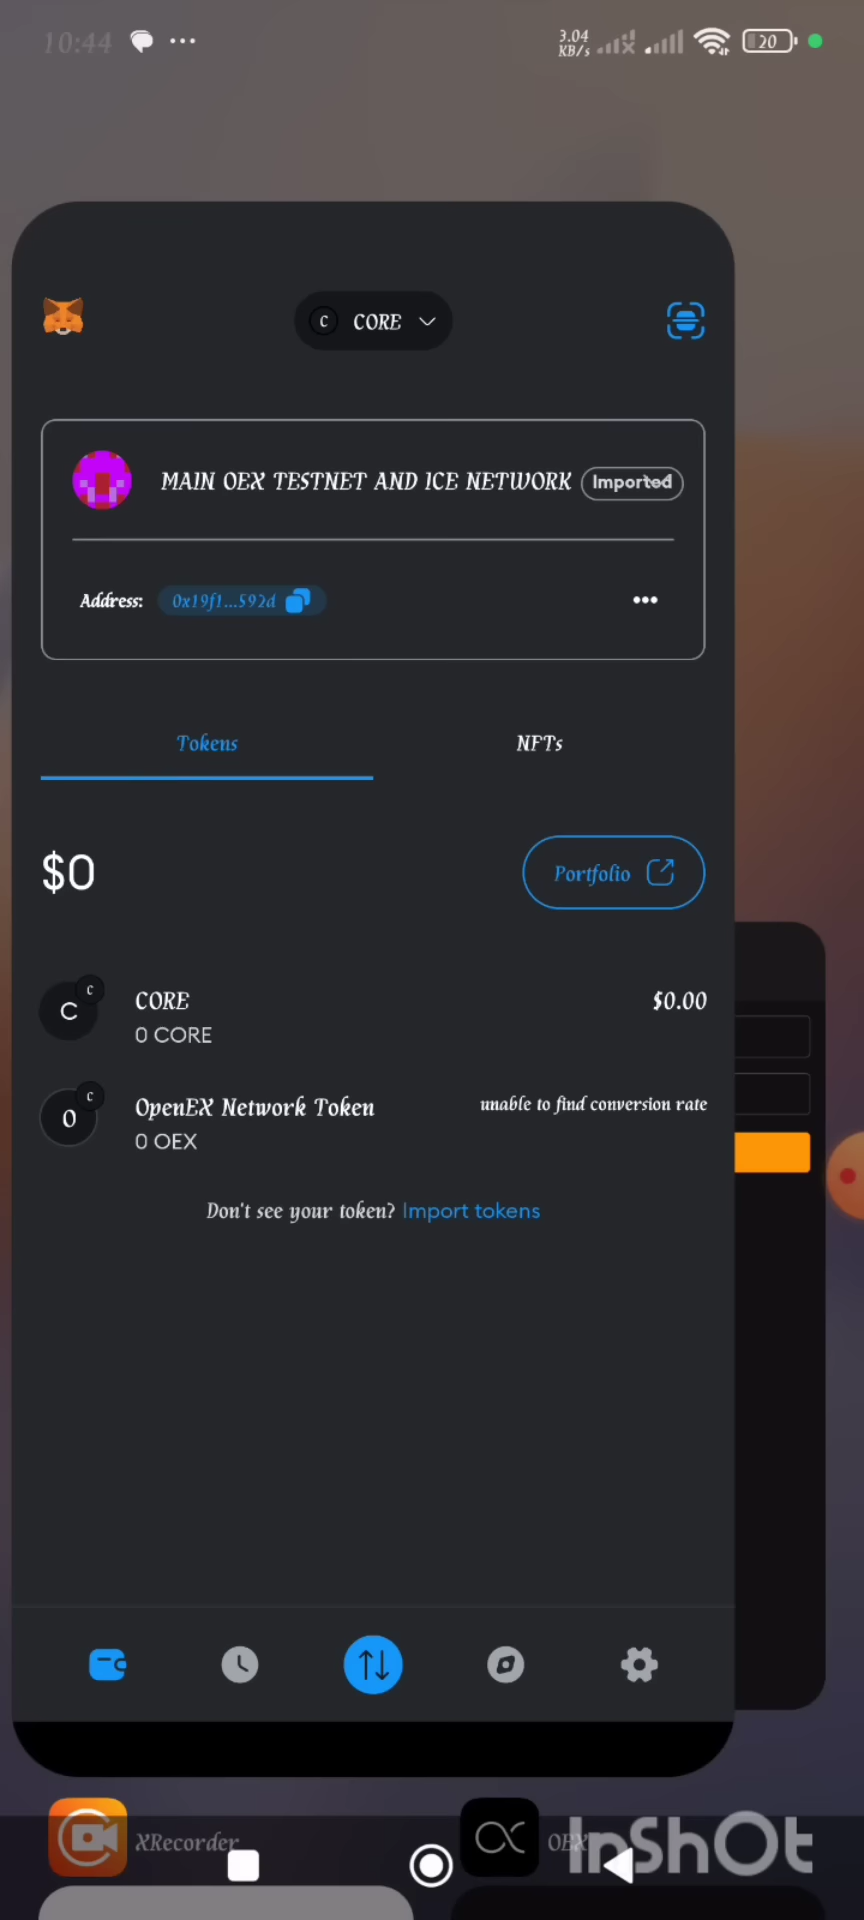 10:44
3.04 KB/s
20
C CORE
MAIN OEX TESTNET AND ICE NETWORK Imported
Address: 0x19f1...592d
Tokens NFTs
$0 Portfolio
C c CORE $0.00
0 CORE
O c OpenEX Network Token unable to find conversion rate
0 OEX
Don't see your token? Import tokens
XRecorder OEX
InShOt